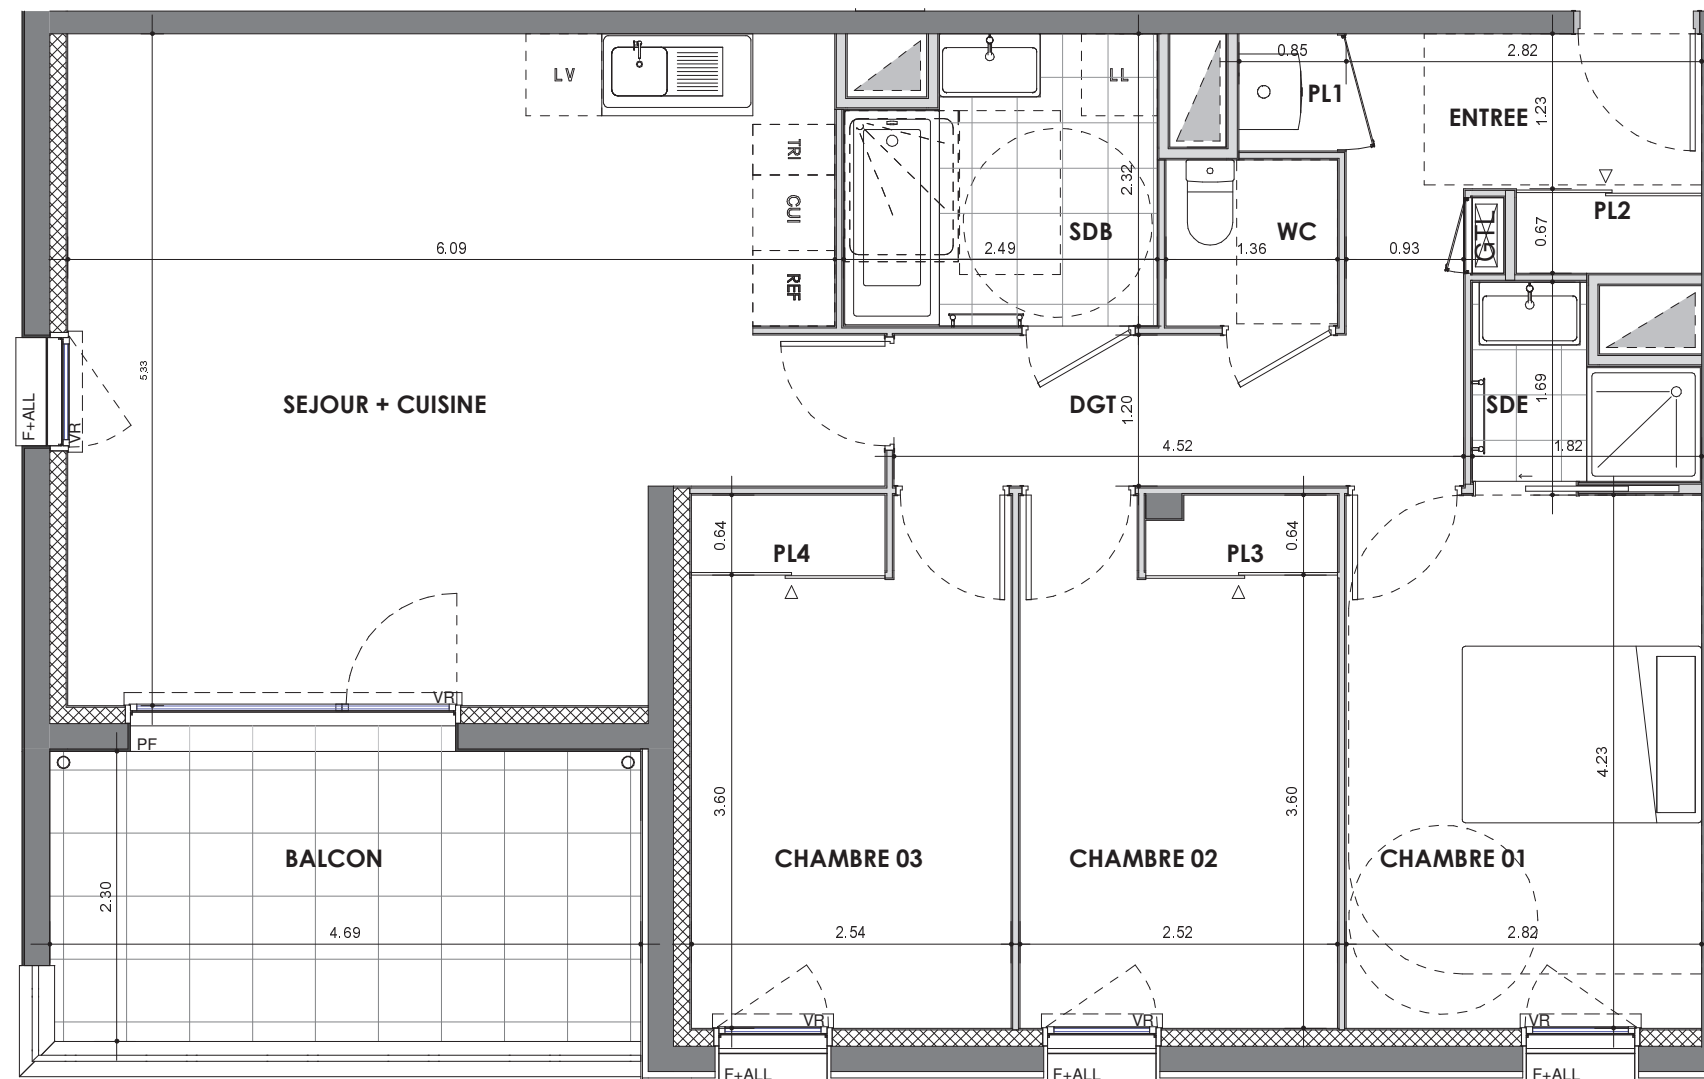 LV
LL
0.85
2.82
PL1
ENTREE
1.23
TRI
2.32
CUI
PL2
GTL
SDB
WC
0.67
6.09
2.49
1.36
0.93
REF
5.33
F+ALL
VR
SEJOUR + CUISINE
DGT
1.20
SDE
1.69
4.52
1.82
0.64
PL4
PL3
0.64
VR
PF
3.60
3.60
4.23
BALCON
CHAMBRE 03
CHAMBRE 02
CHAMBRE 01
2.30
4.69
2.54
2.52
2.82
VR
VR
VR
F+ALL
F+ALL
F+ALL